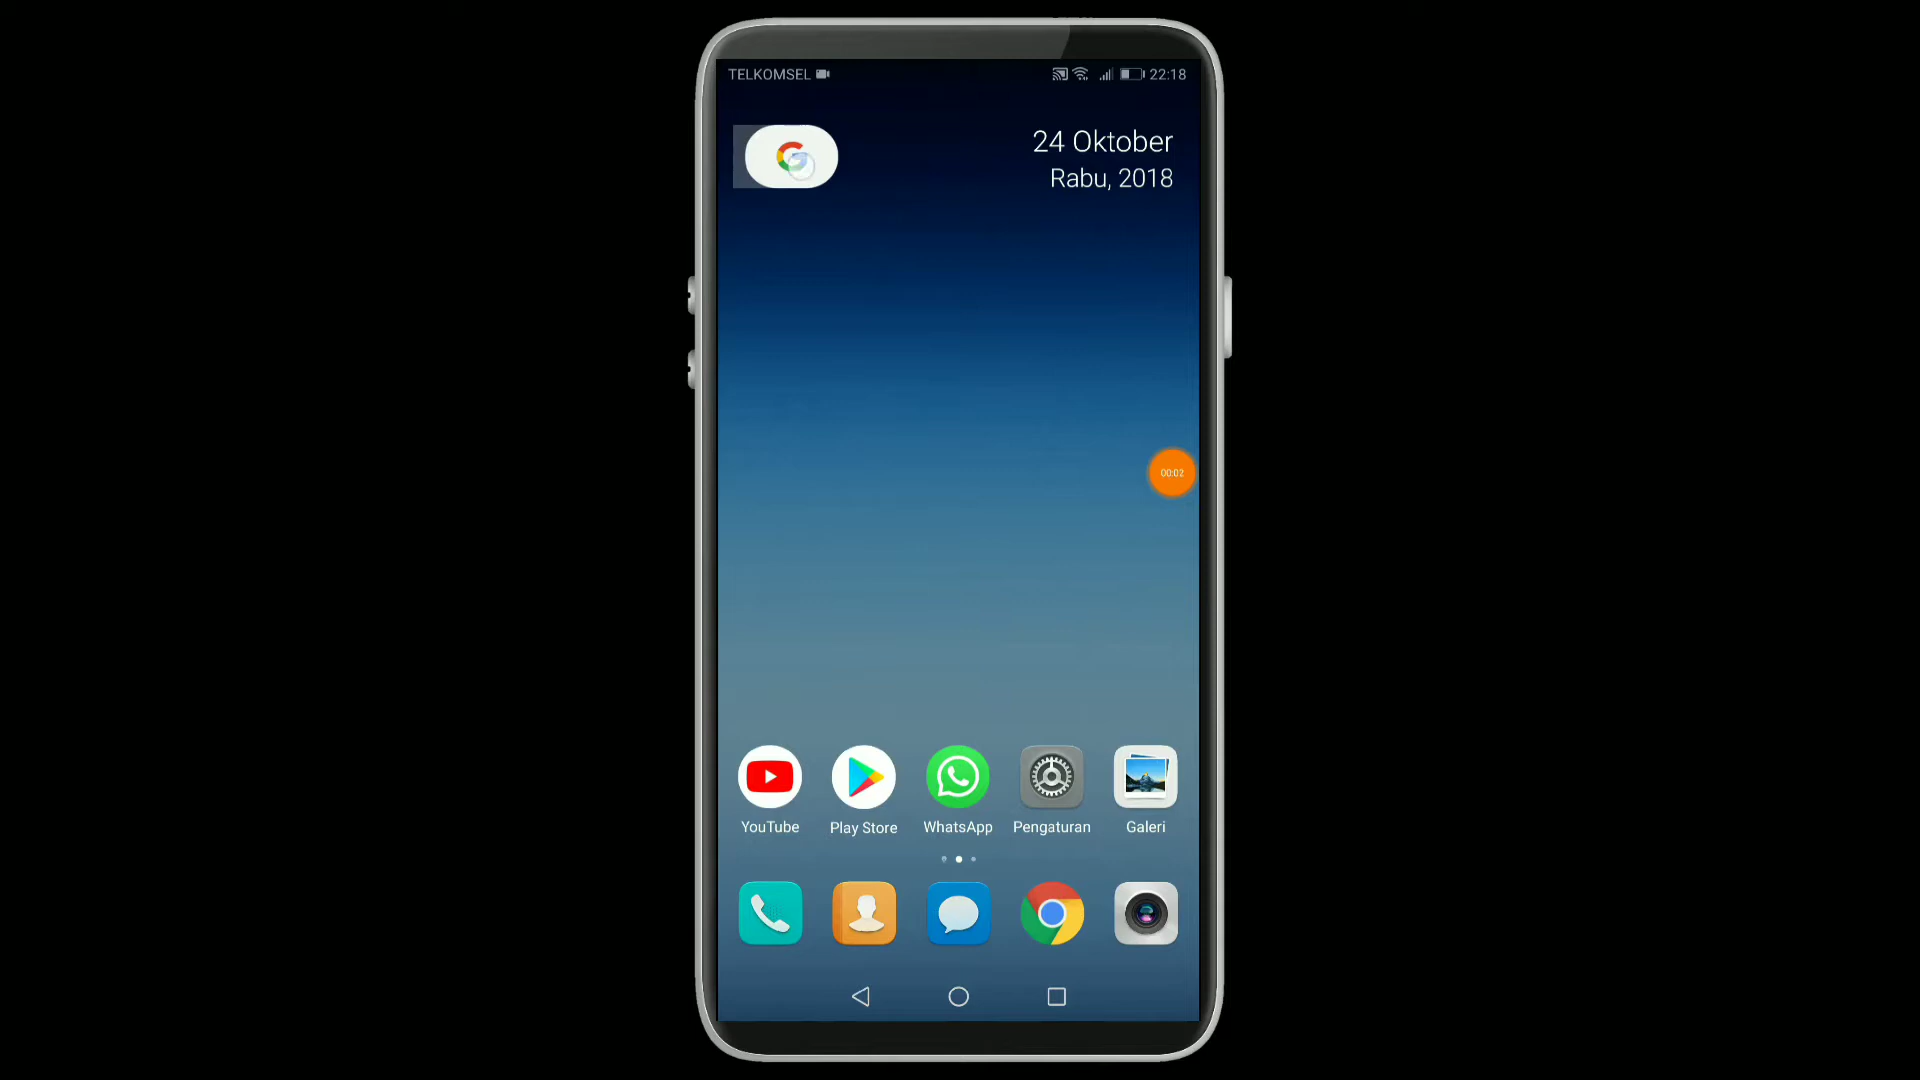 TELKOMSEL 22:18
24 Oktober
Rabu, 2018
00:02
YouTube Play Store WhatsApp Pengaturan Galeri